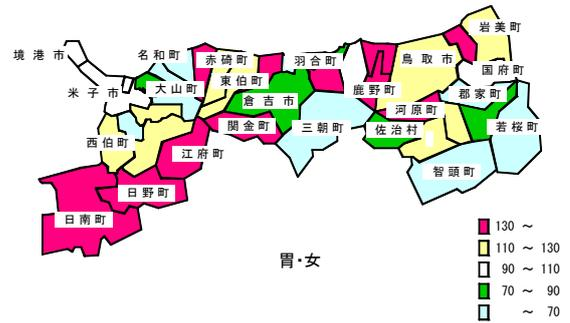 岩美町
境港市
名和町
赤碕町
羽合町
鳥取市
東伯町
国府町
米子市
大山町
鹿野町
郡家町
倉吉市
河原町
関金町
三朝町
佐治村
若桜町
西伯町
江府町
智頭町
日野町
日南町
胃・女
130 ～
110 ～ 130
90 ～ 110
70 ～ 90
～ 70